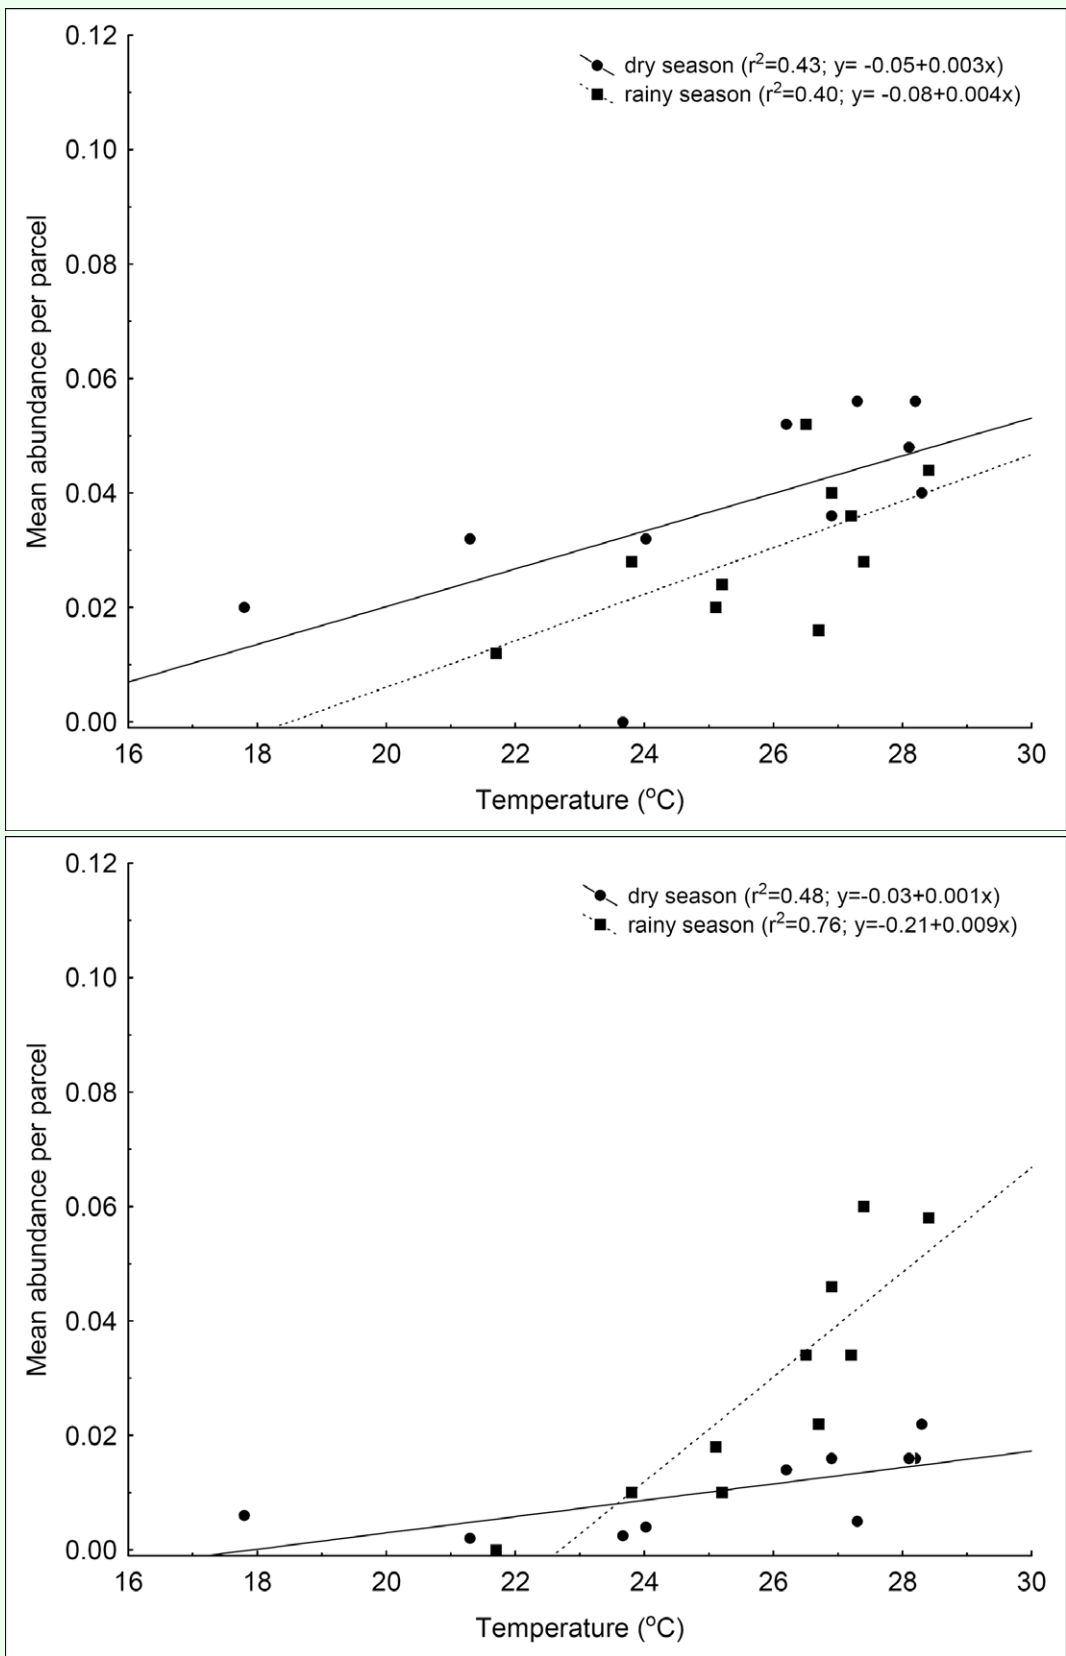 0.12
dry season (r²=0.43; y= -0.05+0.003x)
rainy season (r²=0.40; y= -0.08+0.004x)
0.10
0.08
Mean abundance per parcel
0.06
0.04
0.02
0.00
16 18 20 22 24 26 28 30
Temperature (°C)
0.12
dry season (r²=0.48; y=-0.03+0.001x)
rainy season (r²=0.76; y=-0.21+0.009x)
0.10
0.08
Mean abundance per parcel
0.06
0.04
0.02
0.00
16 18 20 22 24 26 28 30
Temperature (°C)